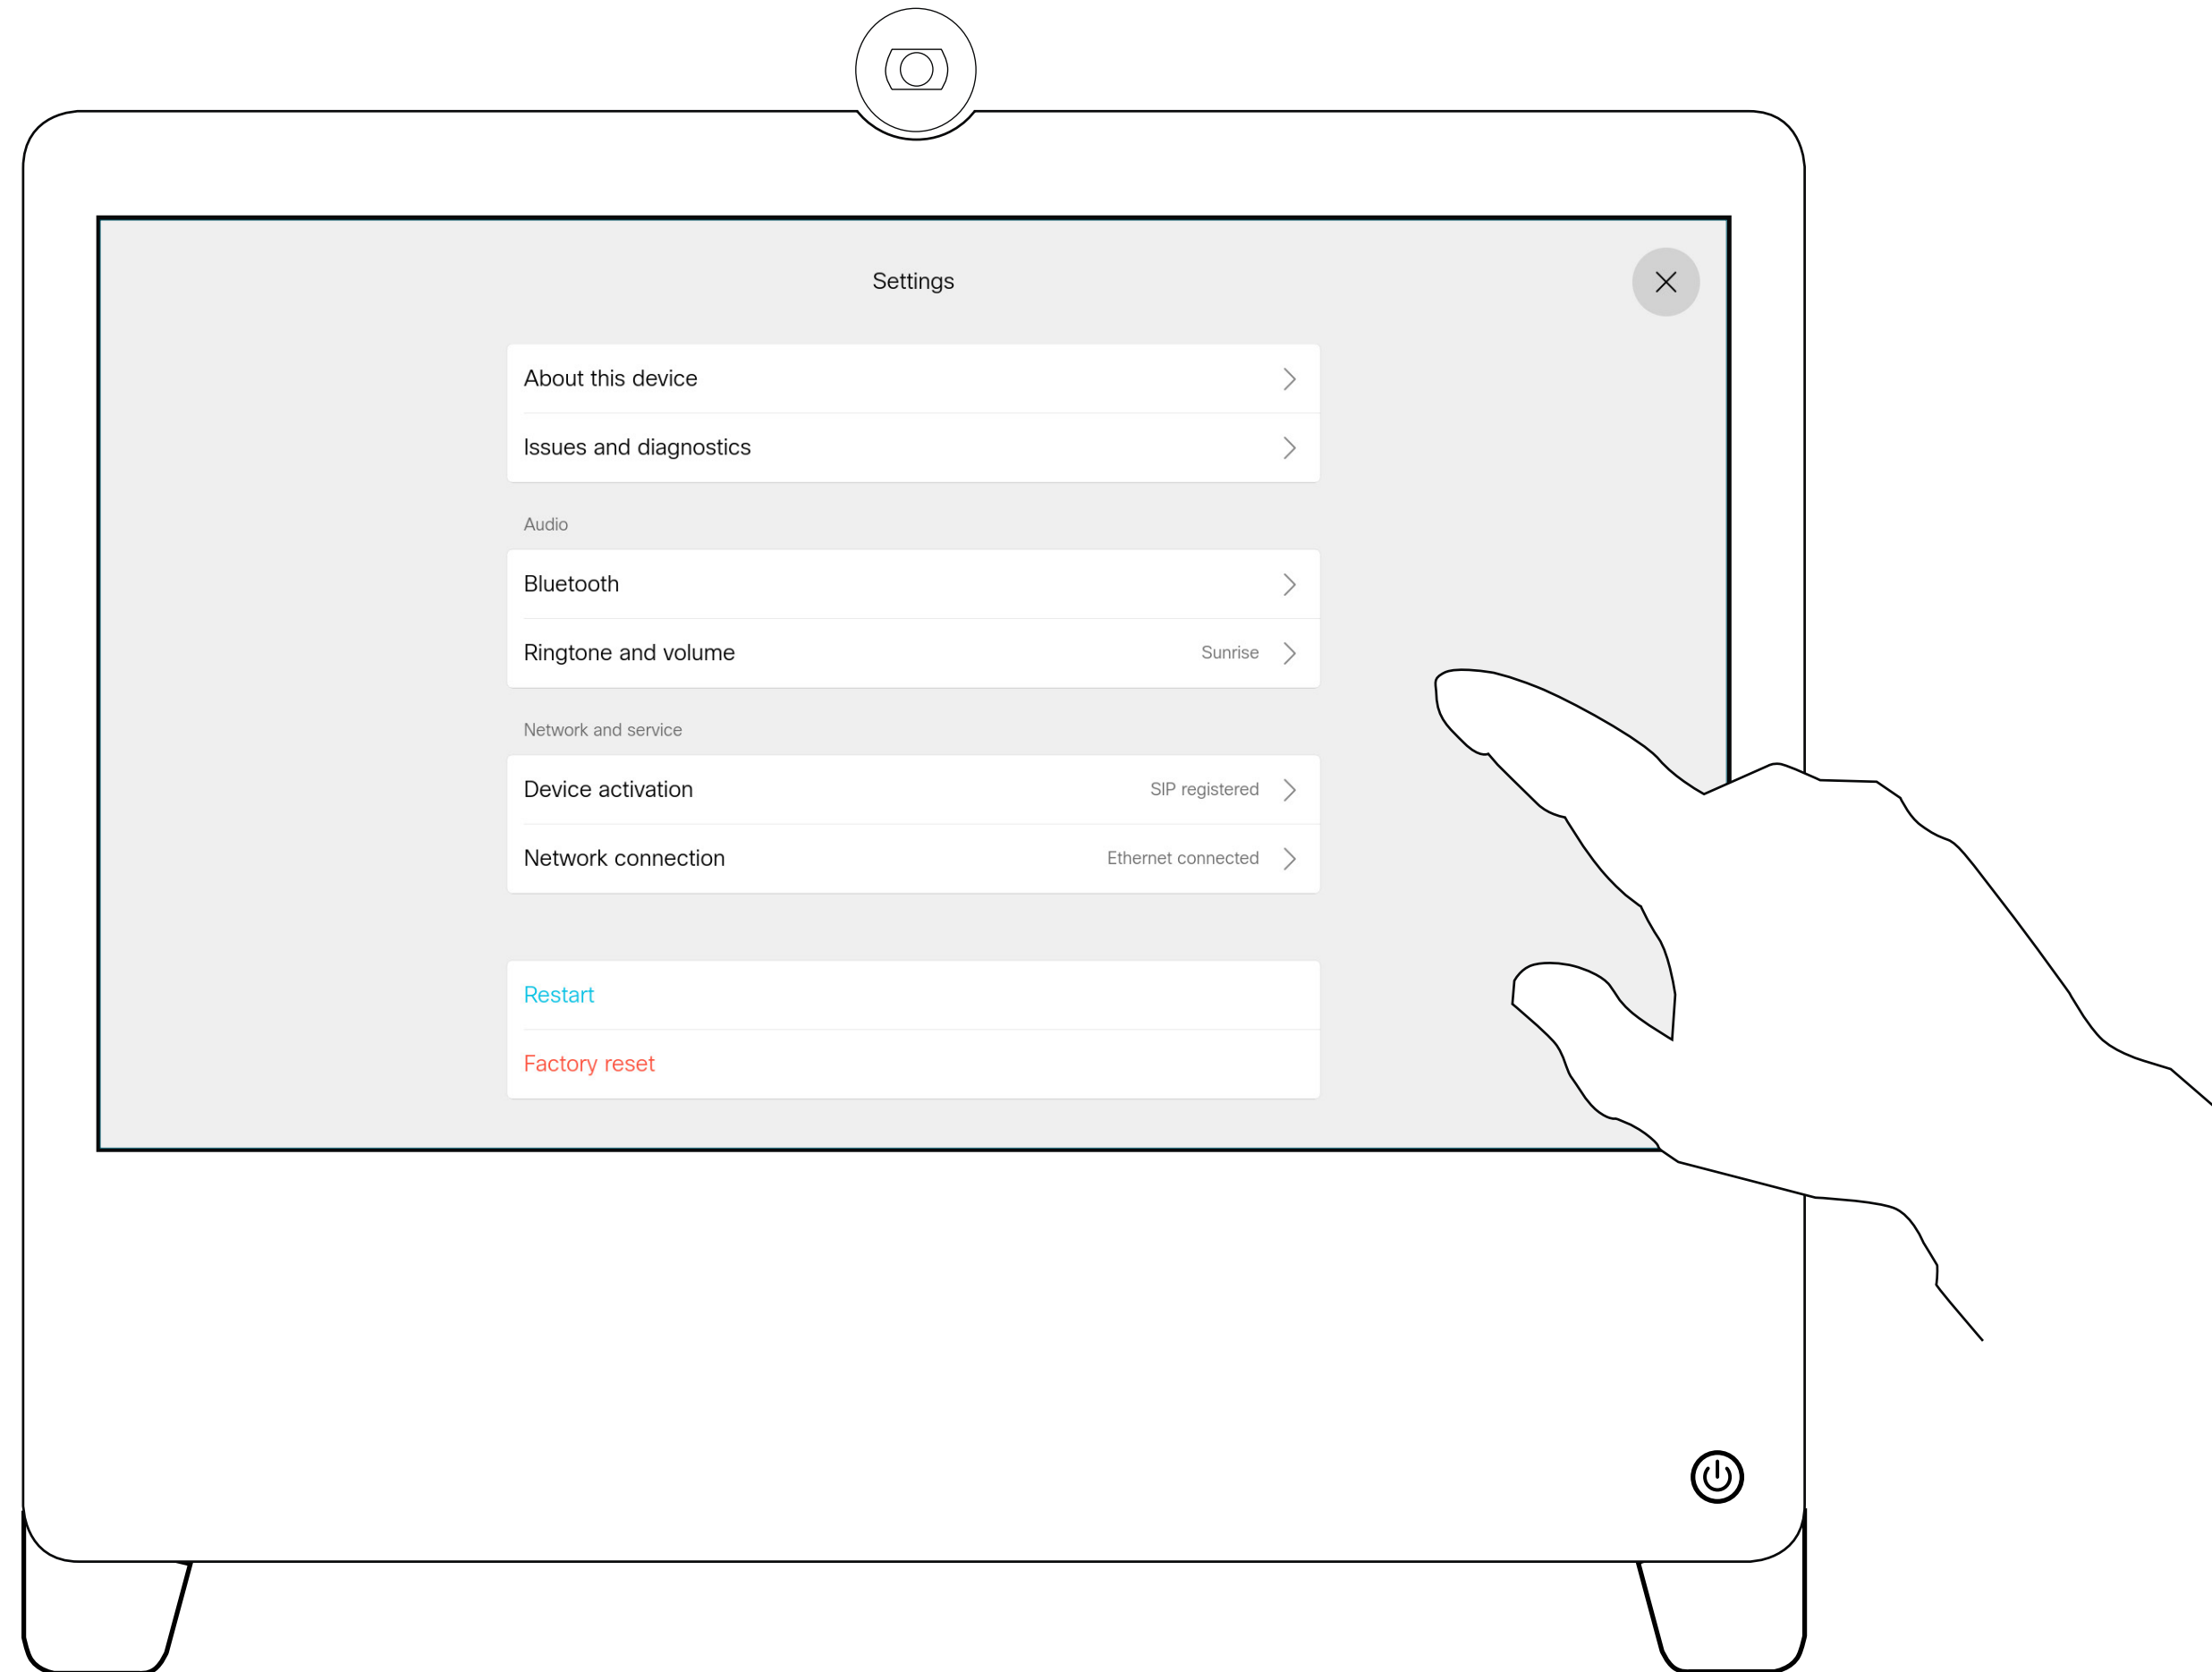 Settings
About this device
Issues and diagnostics
Audio
Bluetooth
Ringtone and volume Sunrise
Network and service
Device activation SIP registered
Network connection Ethernet connected
Restart
Factory reset